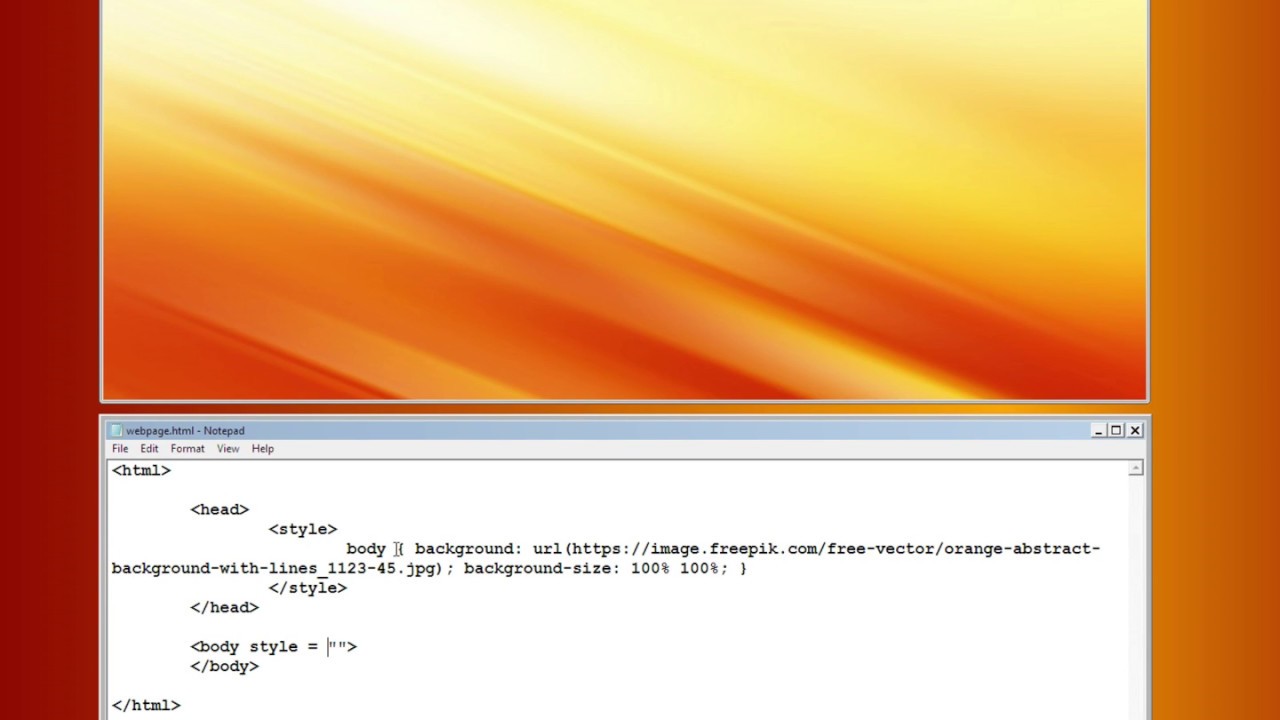 webpage.html - Notepad
File Edit Format View Help
<html>
<head>
<style>
body { background: url(https://image.freepik.com/free-vector/orange-abstract-
background-with-lines_1123-45.jpg); background-size: 100% 100%; }
</style>
</head>
<body style = "">
</body>
</html>